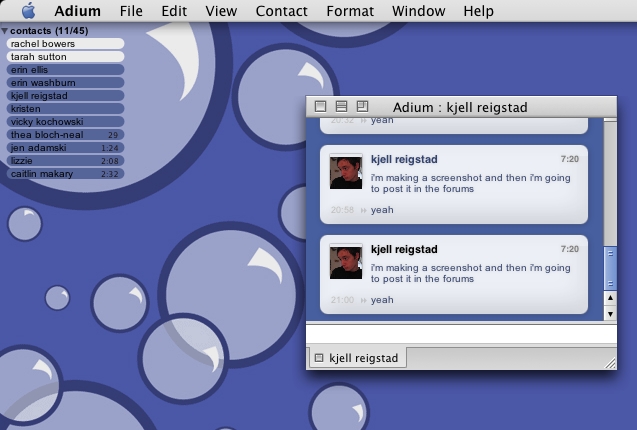 Adium File Edit View Contact Format Window Help
contacts (11/45)
rachel bowers
tarah sutton
erin ellis
erin washburn
kjell reigstad
kristen
vicky kochowski
thea bloch-neal 29
jen adamski 1:24
lizzie 2:08
caitlin makary 2:32
Adium : kjell reigstad
20:32 yeah
kjell reigstad 7:20
i'm making a screenshot and then i'm going
to post it in the forums
20:58 yeah
kjell reigstad 7:20
i'm making a screenshot and then i'm going
to post it in the forums
21:00 yeah
kjell reigstad